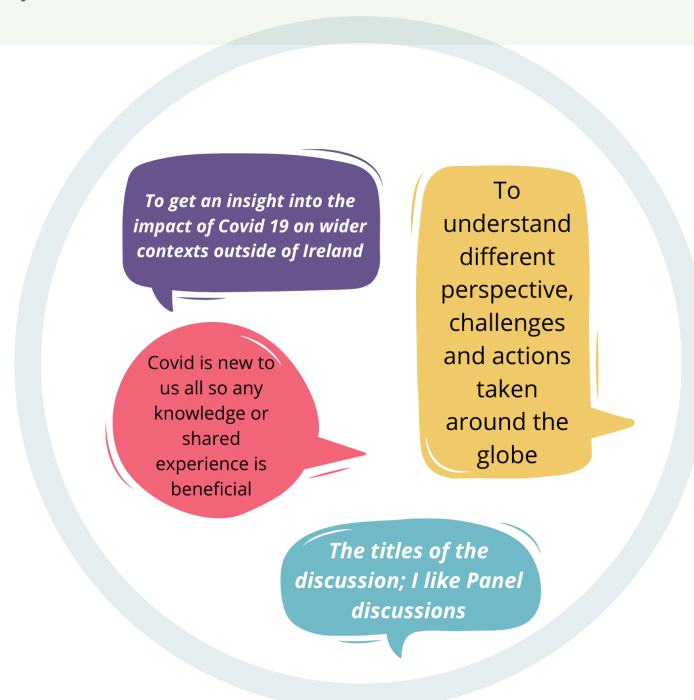 To get an insight into the
impact of Covid 19 on wider
contexts outside of Ireland
To
understand
different
perspective,
challenges
and actions
taken
around the
globe
Covid is new to
us all so any
knowledge or
shared
experience is
beneficial
The titles of the
discussion; I like Panel
discussions